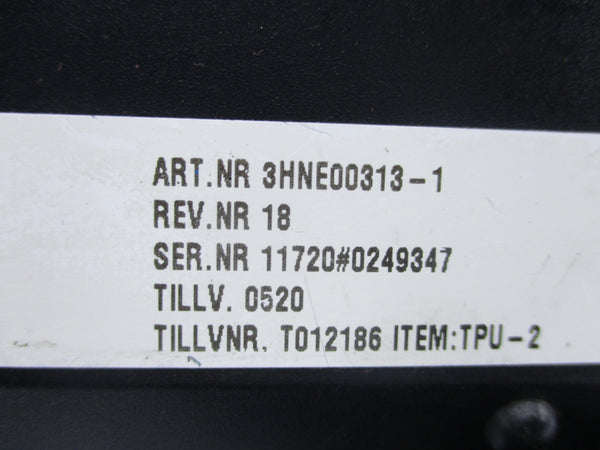 ART.NR 3HNE00313-1
REV.NR 18
SER.NR 11720#0249347
TILLV. 0520
TILLVNR. T012186 ITEM:TPU-2